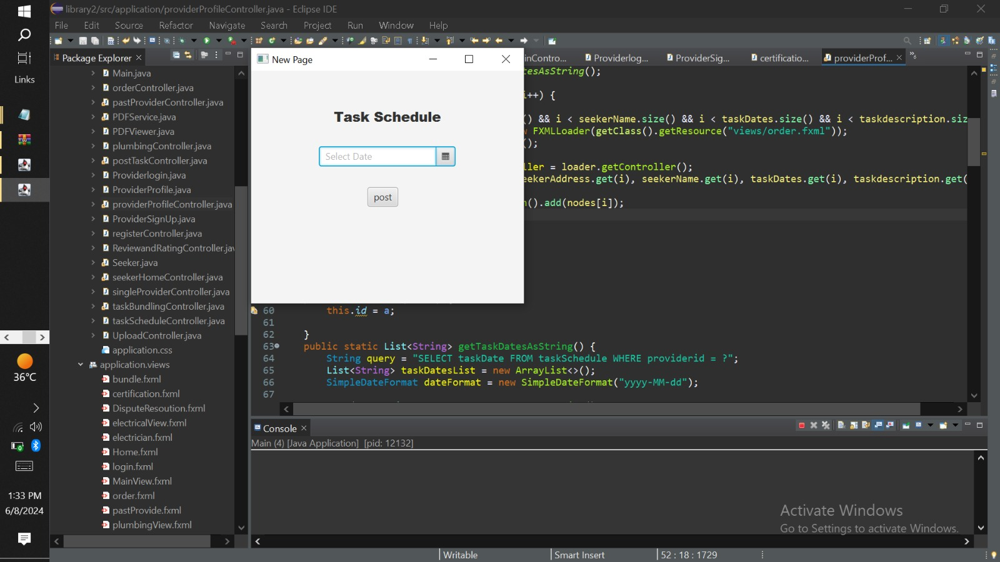 library2/src/application/providerProfileController.java - Eclipse IDE
File Edit Source Refactor Navigate Search Project Run Window Help
Links
Package Explorer
Main.java
orderController.java
pastProviderController.java
PDFService.java
PDFViewer.java
plumbingController.java
postTaskController.java
Providerlogin.java
ProviderProfile.java
providerProfileController.java
ProviderSignUp.java
registerController.java
ReviewandRatingController.jav
Seeker.java
seekerHomeController.java
singleProviderController.java
taskBundlingController.java
taskScheduleController.java
UploadController.java
application.css
application.views
bundle.fxml
certification.fxml
DisputeResoution.fxml
electricalView.fxml
electrician.fxml
Home.fxml
login.fxml
MainView.fxml
order.fxml
pastProvide.fxml
plumbingView.fxml
36°C
1:33 PM
6/8/2024
New Page
Task Schedule
Select Date
post
inContro... Providerlog... ProviderSig... certificatio... providerProf... »6
esAsString();
i++) {
() && i < seekerName.size() && i < taskDates.size() && i < taskdescription.siz
w FXMLLoader(getClass().getResource("views/order.fxml"));
();
ller = loader.getController();
eekerAddress.get(i), seekerName.get(i), taskDates.get(i), taskdescription.get(
n().add(nodes[i]);
60 this.id = a;
61
62 }
63 public static List<String> getTaskDatesAsString() {
64 String query = "SELECT taskDate FROM taskSchedule WHERE providerid = ?";
65 List<String> taskDatesList = new ArrayList<>();
66 SimpleDateFormat dateFormat = new SimpleDateFormat("yyyy-MM-dd");
67
Console
Main (4) [Java Application] [pid: 12132]
Activate Windows
Go to Settings to activate Windows.
Writable Smart Insert 52 : 18 : 1729